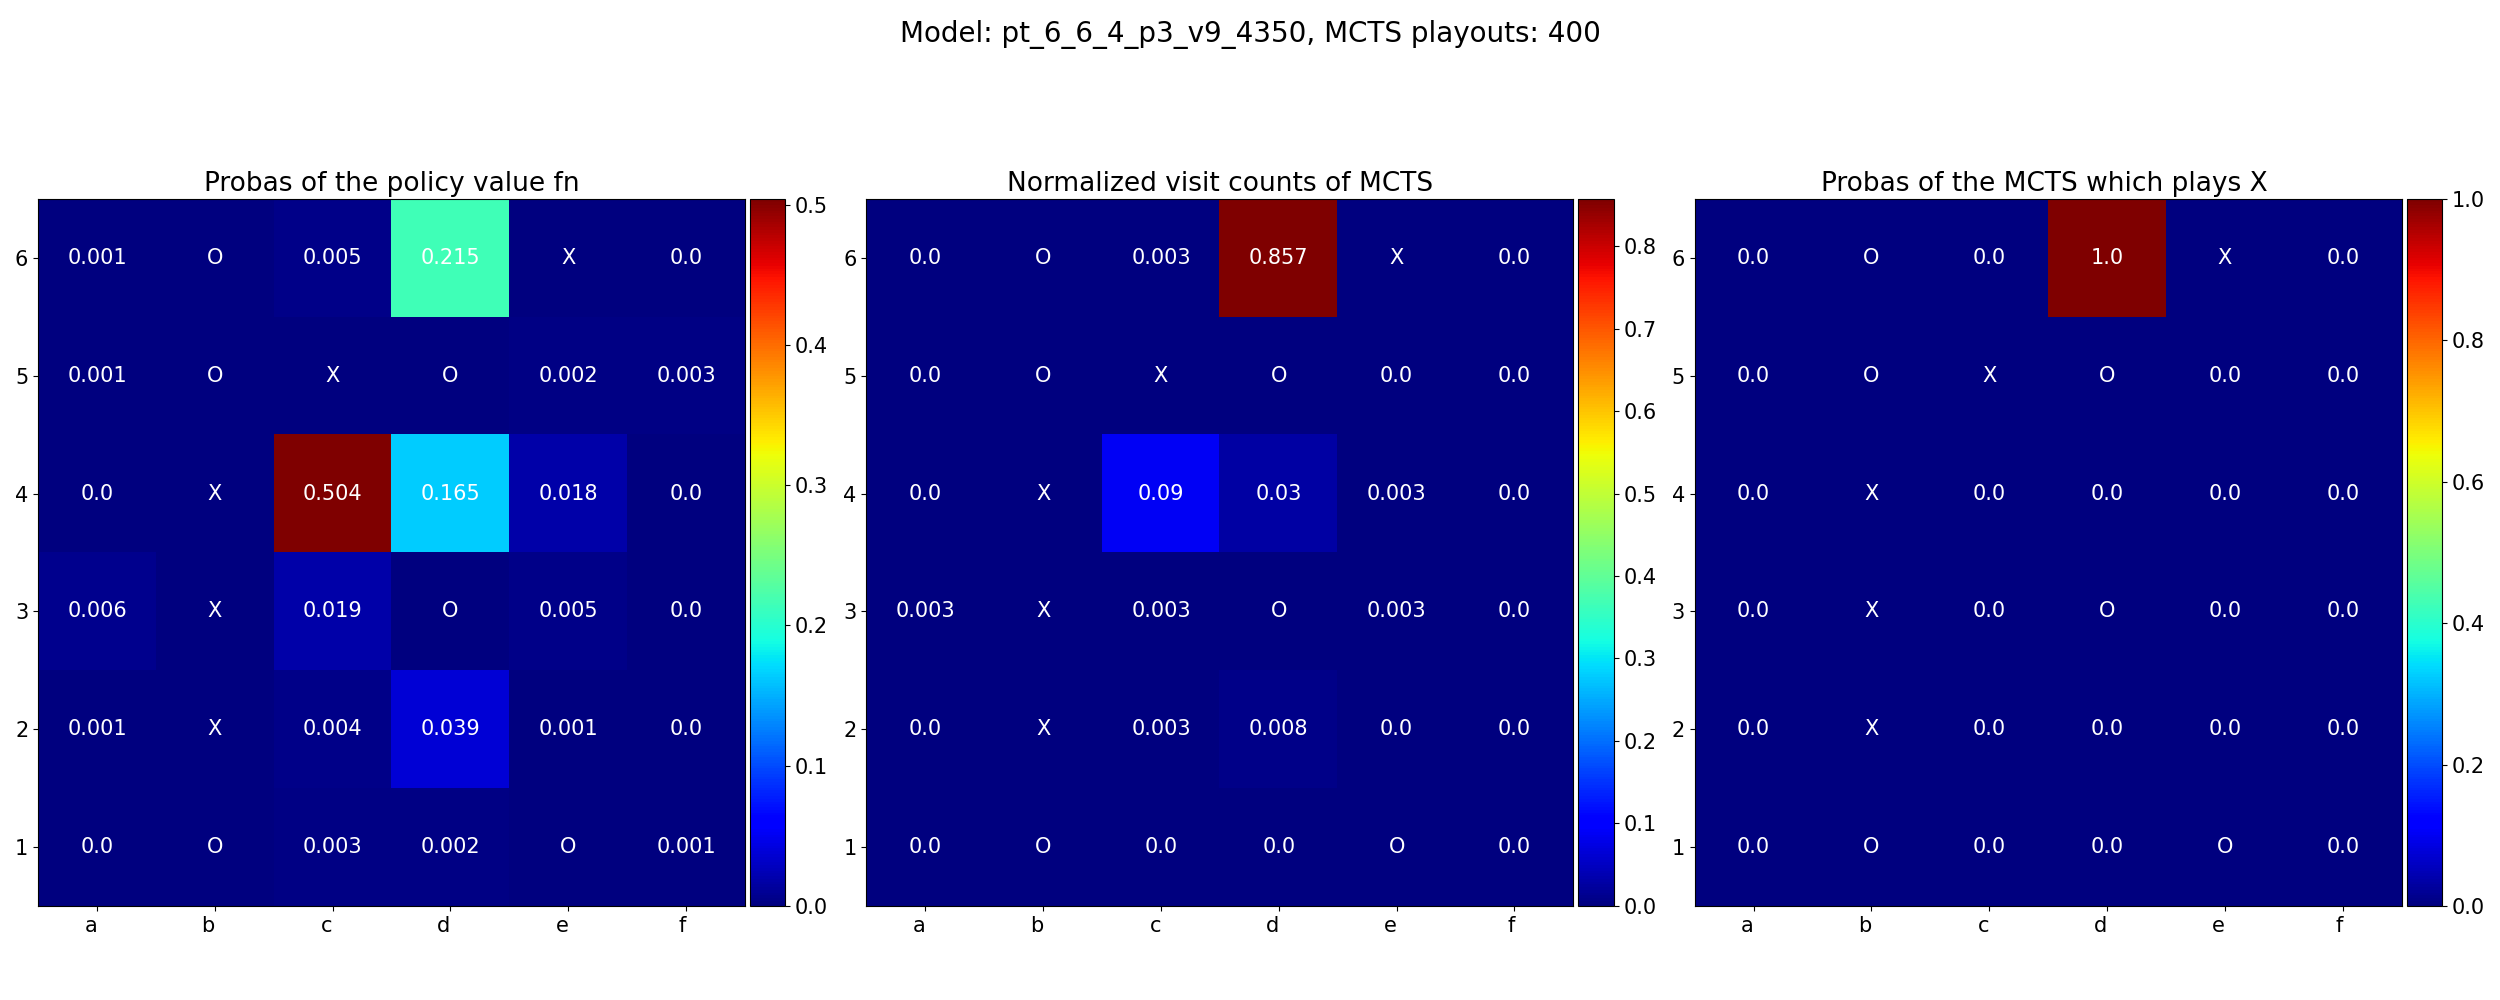 Model: pt_6_6_4_p3_v9_4350, MCTS playouts: 400
Probas of the policy value fn
6 0.001 O 0.005 0.215 X 0.0
5 0.001 O X O 0.002 0.003
4 0.0 X 0.504 0.165 0.018 0.0
3 0.006 X 0.019 O 0.005 0.0
2 0.001 X 0.004 0.039 0.001 0.0
1 0.0 O 0.003 0.002 O 0.001
a b c d e f
0.5
0.4
0.3
0.2
0.1
0.0
Normalized visit counts of MCTS
6 0.0 O 0.003 0.857 X 0.0
5 0.0 O X O 0.0 0.0
4 0.0 X 0.09 0.03 0.003 0.0
3 0.003 X 0.003 O 0.003 0.0
2 0.0 X 0.003 0.008 0.0 0.0
1 0.0 O 0.0 0.0 O 0.0
a b c d e f
0.8
0.7
0.6
0.5
0.4
0.3
0.2
0.1
0.0
Probas of the MCTS which plays X
6 0.0 O 0.0 1.0 X 0.0
5 0.0 O X O 0.0 0.0
4 0.0 X 0.0 0.0 0.0 0.0
3 0.0 X 0.0 O 0.0 0.0
2 0.0 X 0.0 0.0 0.0 0.0
1 0.0 O 0.0 0.0 O 0.0
a b c d e f
1.0
0.8
0.6
0.4
0.2
0.0